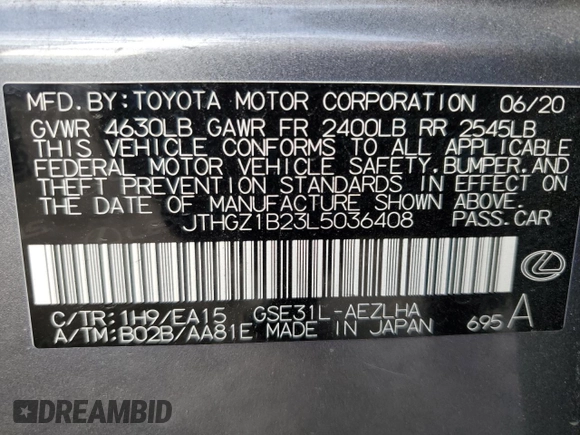 MFD.BY:TOYOTA MOTOR CORPORATION 06/20
GVWR 4630LB GAWR FR 2400LB RR 2545LB
THIS VEHICLE CONFORMS TO ALL APPLICABLE
FEDERAL MOTOR VEHICLE SAFETY,BUMPER,AND
THEFT PREVENTION STANDARDS IN EFFECT ON
THE DATE OF MANUFACTURE SHOWN ABOVE.
JTHGZ1B23L5036408 PASS.CAR
C/TR:1H9/EA15 GSE31L-AEZLHA
A/TM:B02B/AA81E MADE IN JAPAN 695 A
DREAMBID